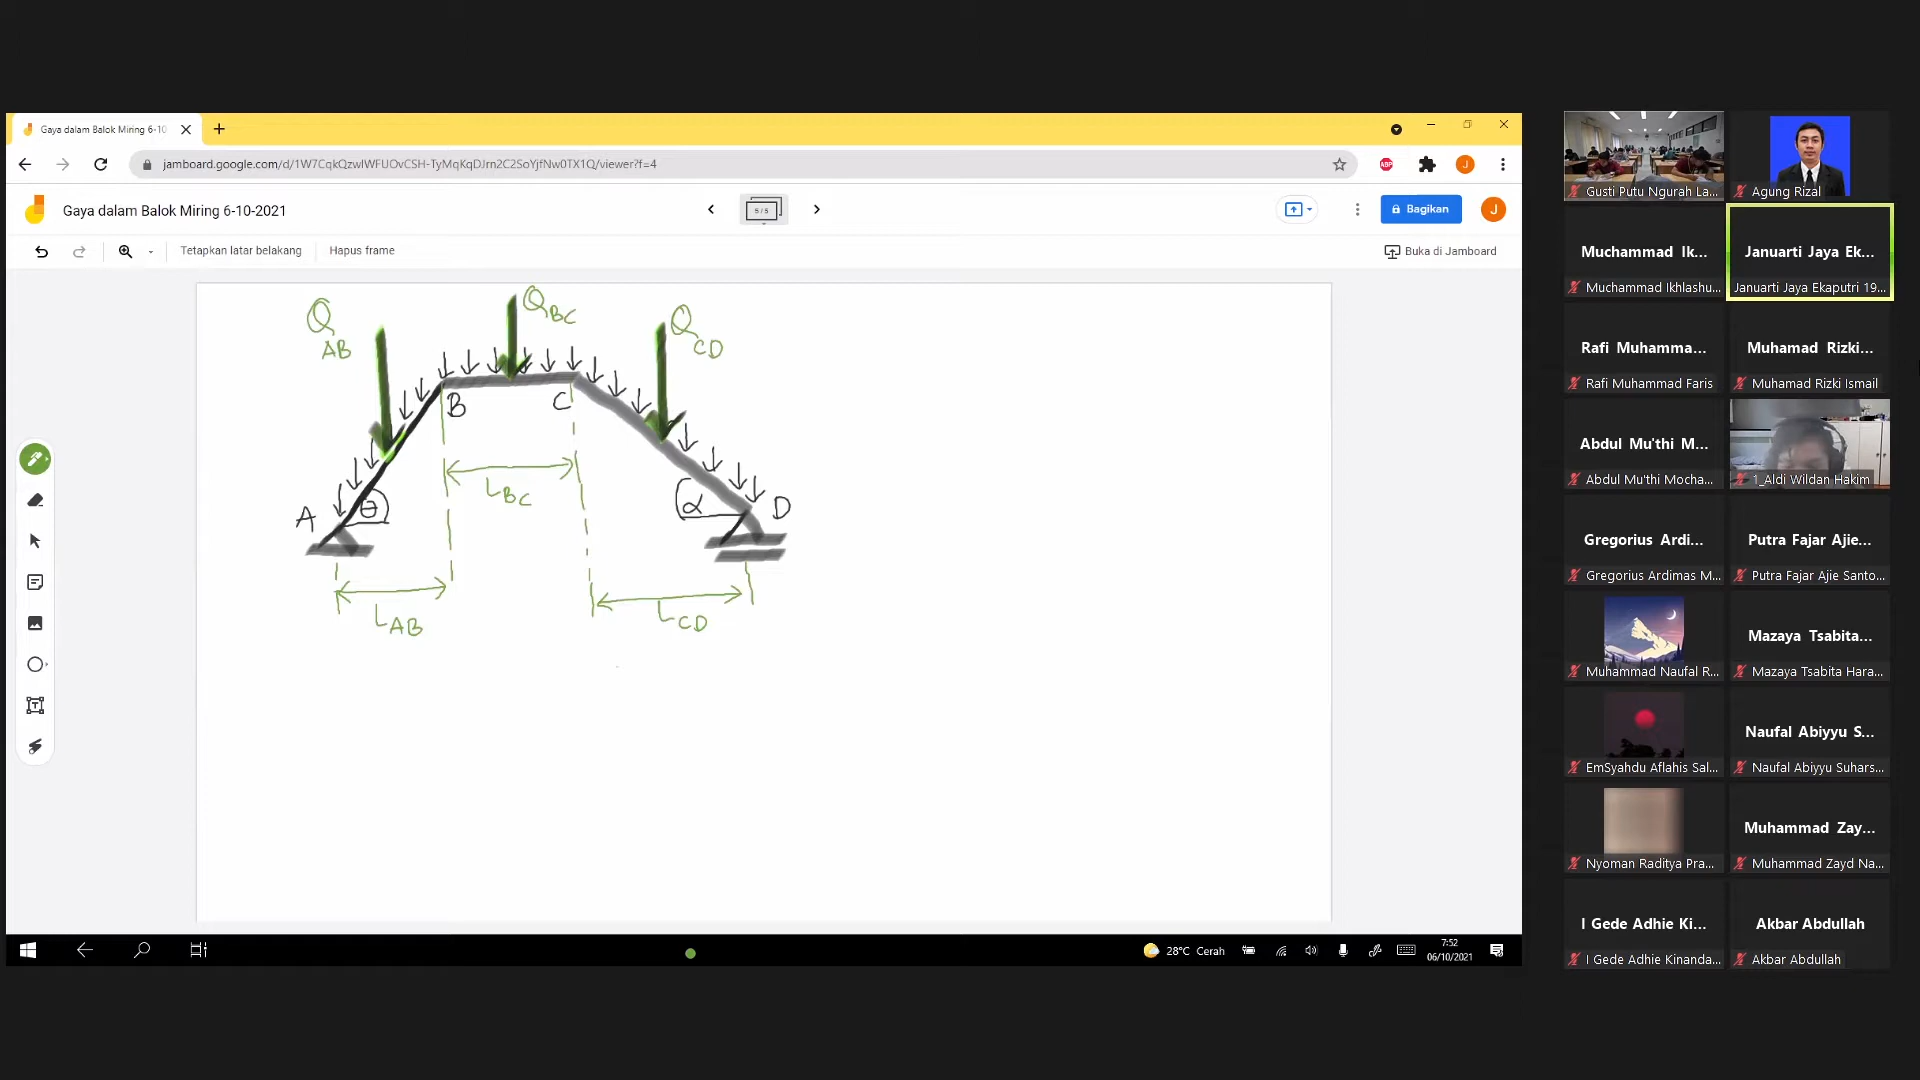 Gaya dalam Balok Miring 6-10
jamboard.google.com/d/1W7CqkQzwIWFUOvCSH-TyMqKqDJrn2C2SoYjfNw0TX1Q/viewer?f=4
ABP
J
Gaya dalam Balok Miring 6-10-2021
5/5
Bagikan
J
Tetapkan latar belakang
Hapus frame
Buka di Jamboard
Q AB
Q BC
Q CD
B
C
A
θ
α
D
L BC
L AB
L CD
28°C Cerah
7:52
06/10/2021
Gusti Putu Ngurah La...
Agung Rizal
Muchammad Ik...
Muchammad Ikhlashu...
Januarti Jaya Ek...
Januarti Jaya Ekaputri 19...
Rafi Muhamma...
Rafi Muhammad Faris
Muhamad Rizki...
Muhamad Rizki Ismail
Abdul Mu'thi M...
Abdul Mu'thi Mocha...
1_Aldi Wildan Hakim
Gregorius Ardi...
Gregorius Ardimas M...
Putra Fajar Ajie...
Putra Fajar Ajie Santo...
Muhammad Naufal R...
Mazaya Tsabita...
Mazaya Tsabita Hara...
EmSyahdu Aflahis Sal...
Naufal Abiyyu S...
Naufal Abiyyu Suhars...
Nyoman Raditya Pra...
Muhammad Zay...
Muhammad Zayd Na...
I Gede Adhie Ki...
I Gede Adhie Kinanda...
Akbar Abdullah
Akbar Abdullah